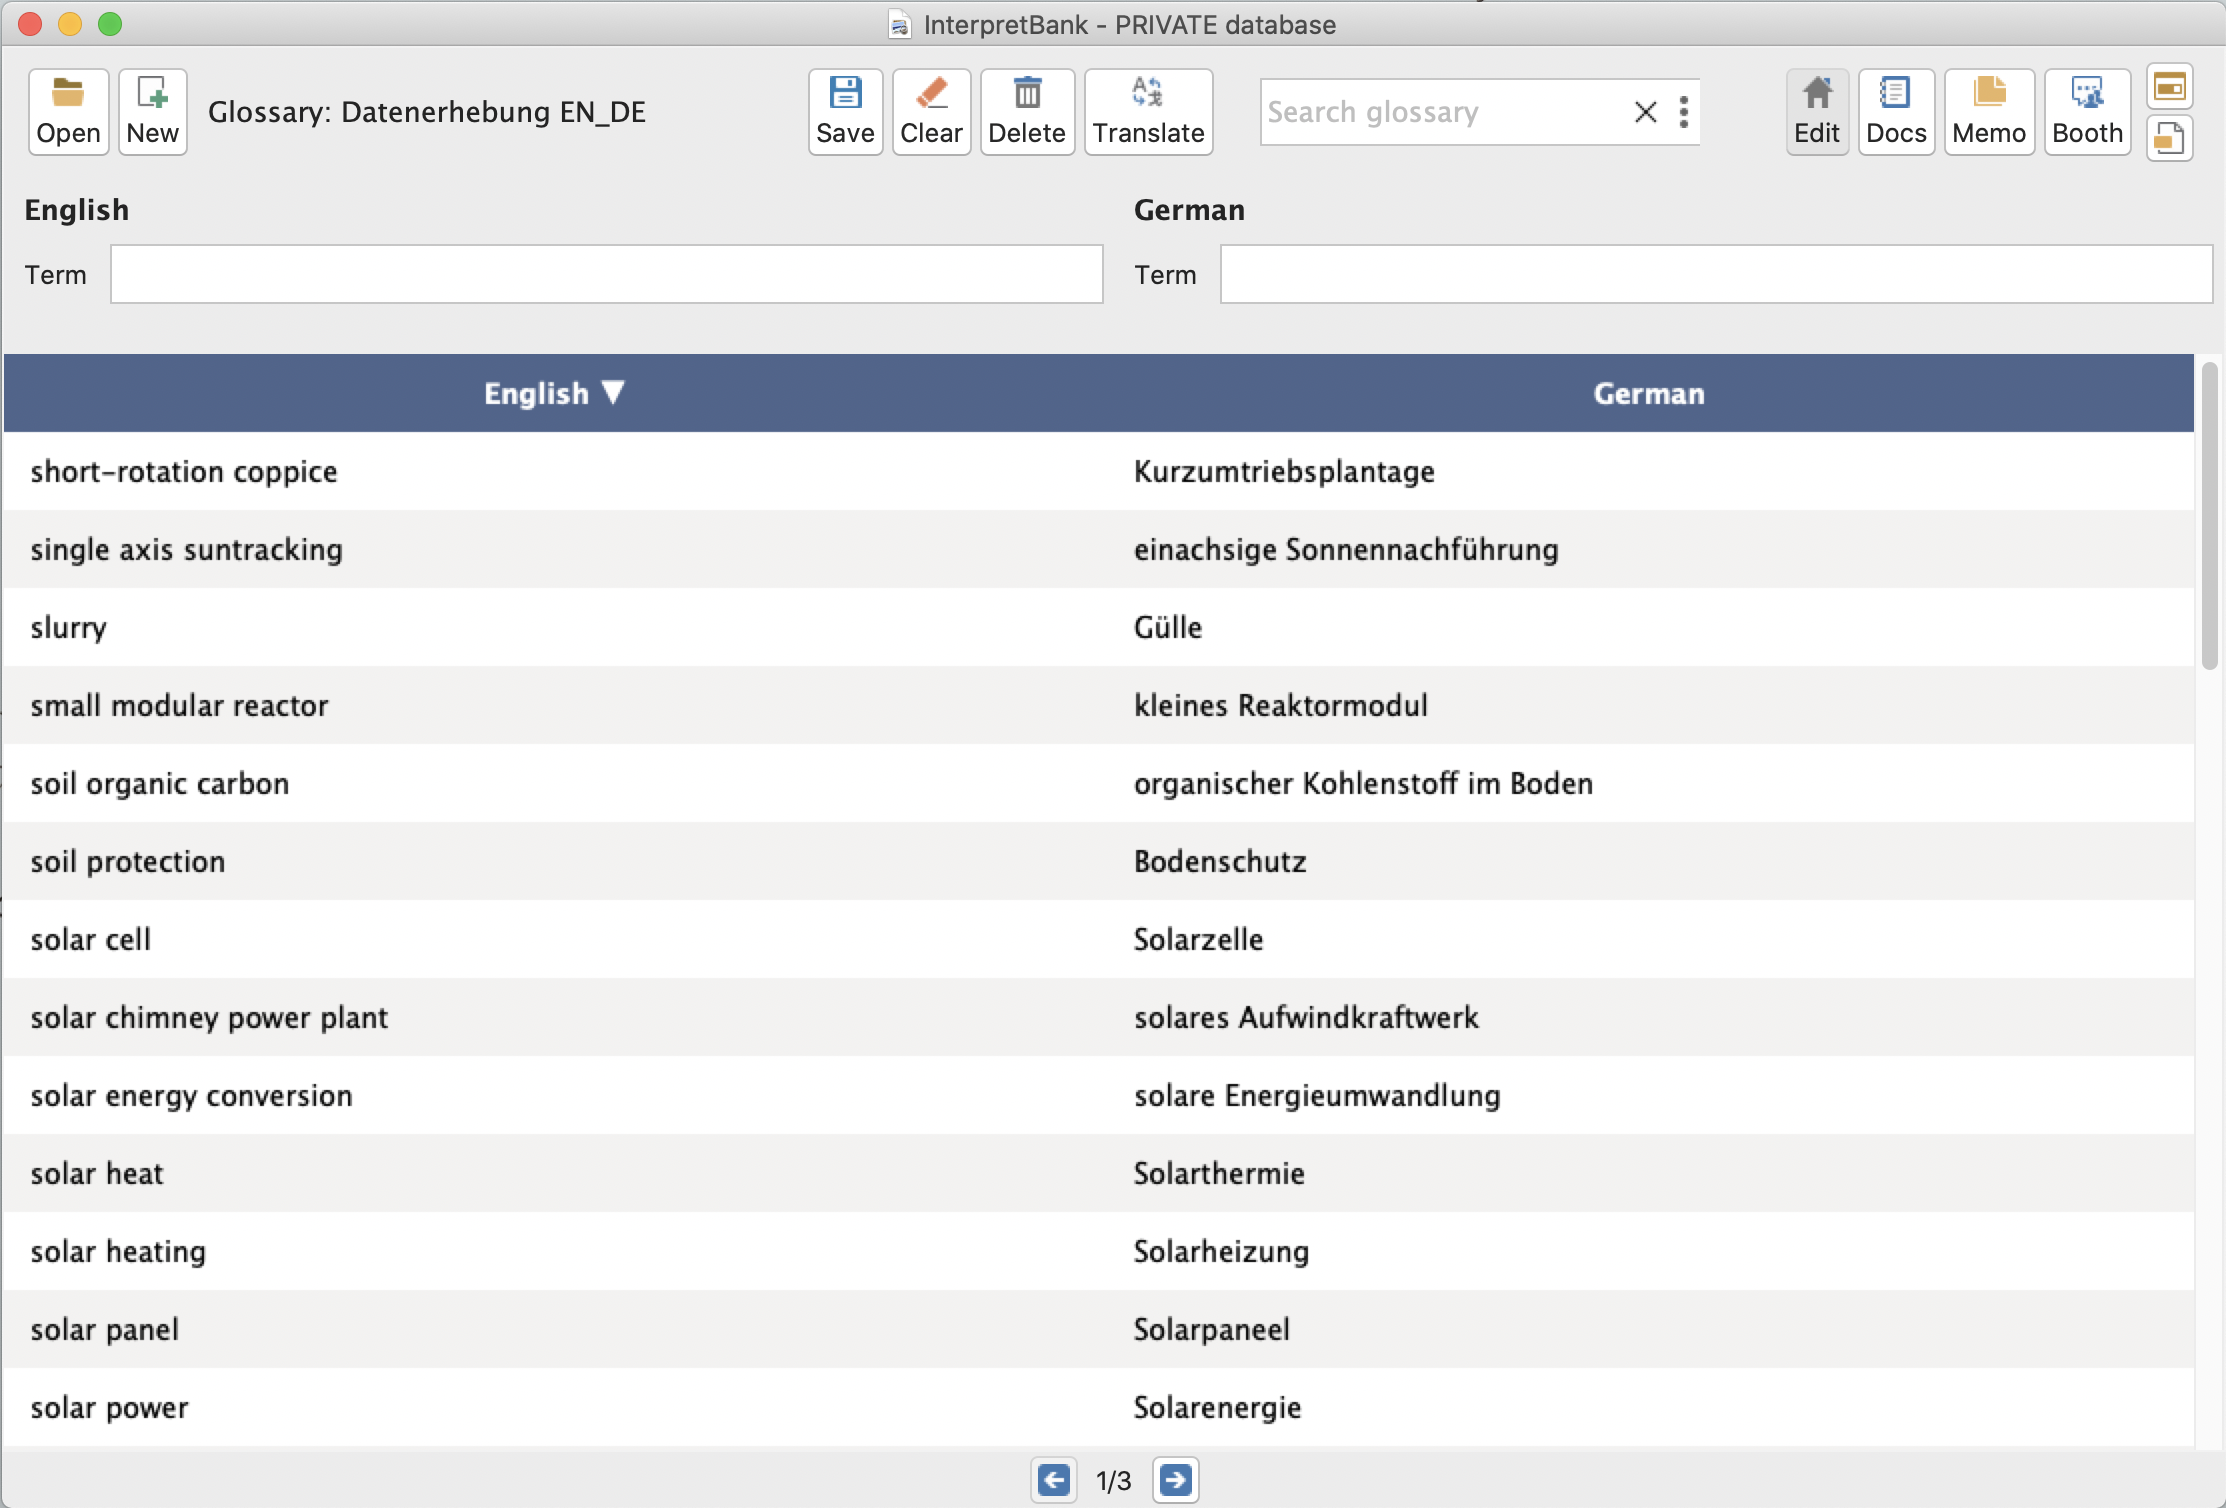 InterpretBank - PRIVATE database
Open New Glossary: Datenerhebung EN_DE Save Clear Delete Translate Search glossary Edit Docs Memo Booth
English German
Term Term
English ▼ German
short-rotation coppice Kurzumtriebsplantage
single axis suntracking einachsige Sonnennachführung
slurry Gülle
small modular reactor kleines Reaktormodul
soil organic carbon organischer Kohlenstoff im Boden
soil protection Bodenschutz
solar cell Solarzelle
solar chimney power plant solares Aufwindkraftwerk
solar energy conversion solare Energieumwandlung
solar heat Solarthermie
solar heating Solarheizung
solar panel Solarpaneel
solar power Solarenergie
1/3